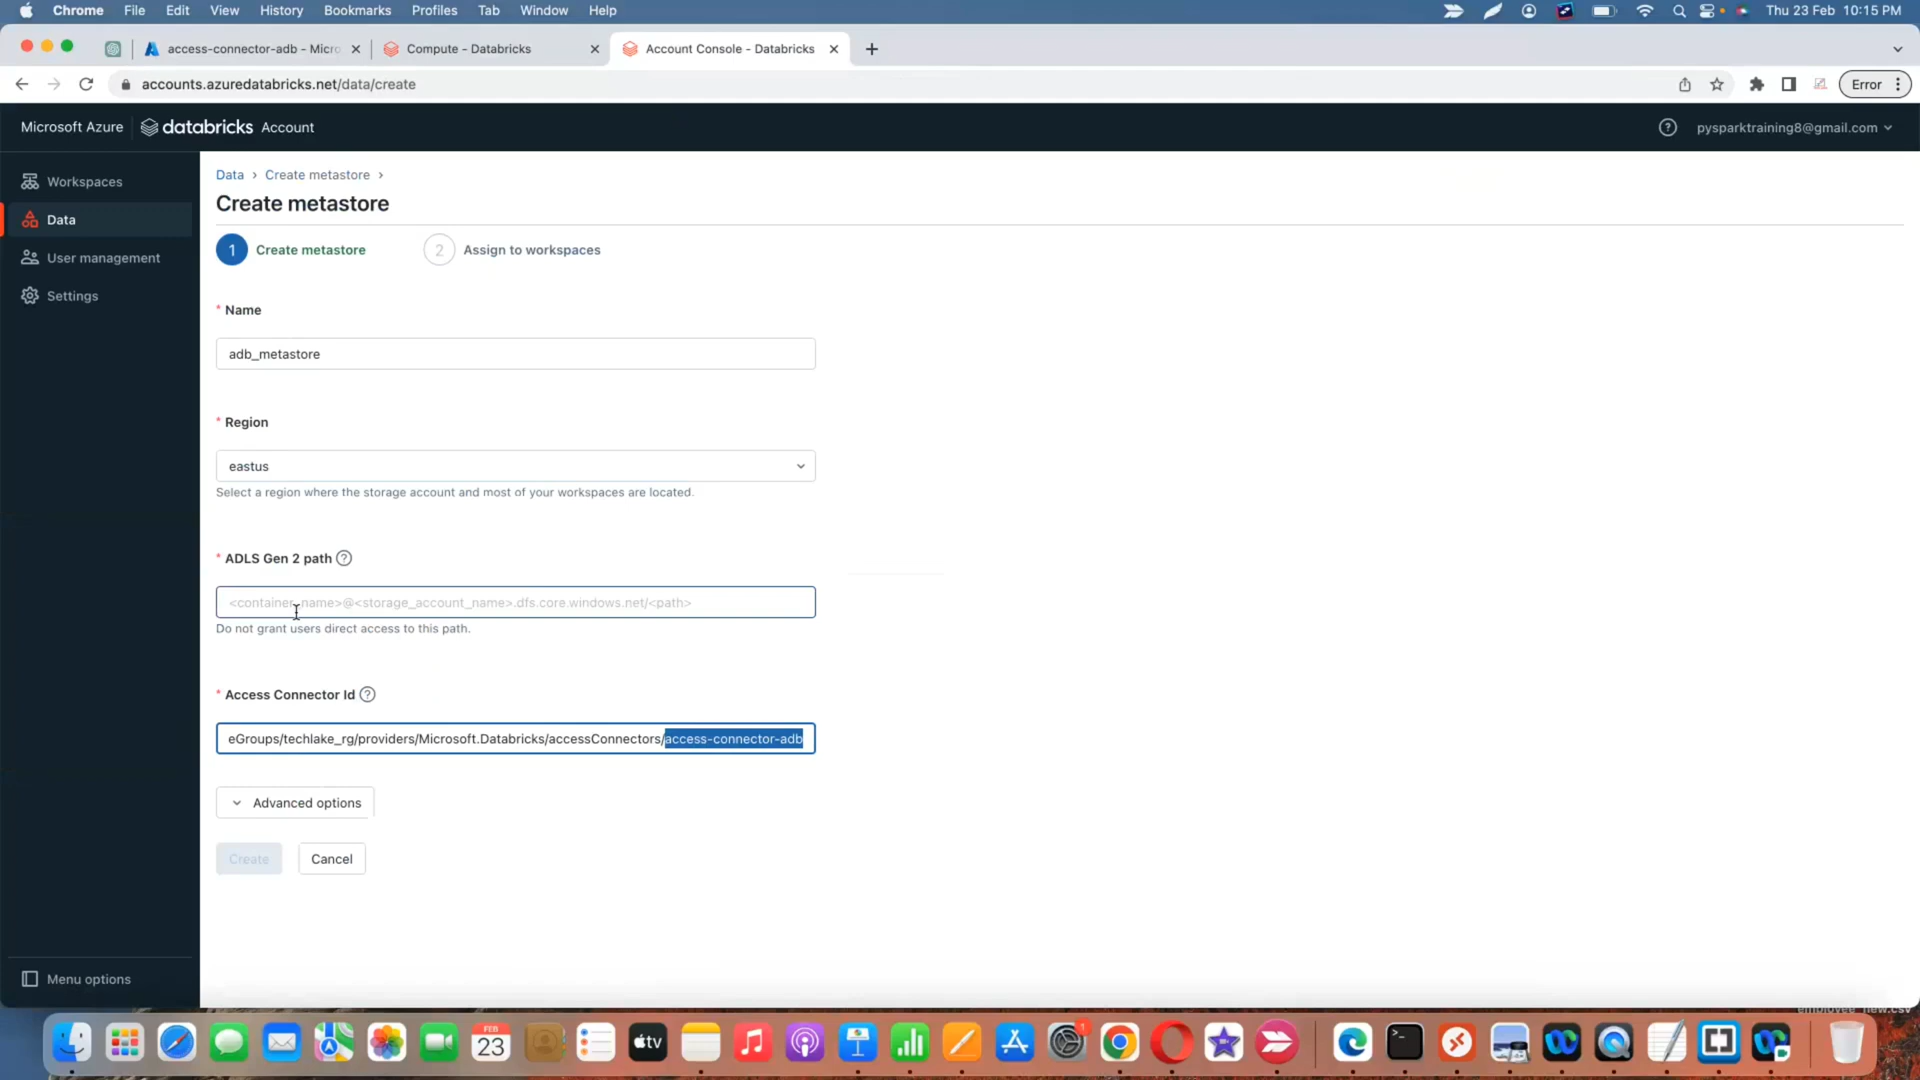 Chrome File Edit View History Bookmarks Profiles Tab Window Help Thu 23 Feb 10:15 PM
access-connector-adb - Micro Compute - Databricks Account Console - Databricks
accounts.azuredatabricks.net/data/create Error
Microsoft Azure databricks Account pysparktraining8@gmail.com
Workspaces
Data
User management
Settings
Menu options
Data › Create metastore ›
Create metastore
1 Create metastore 2 Assign to workspaces
* Name
adb_metastore
* Region
eastus
Select a region where the storage account and most of your workspaces are located.
* ADLS Gen 2 path ?
<container_name>@<storage_account_name>.dfs.core.windows.net/<path>
Do not grant users direct access to this path.
* Access Connector Id ?
eGroups/techlake_rg/providers/Microsoft.Databricks/accessConnectors/access-connector-adb
Advanced options
Create Cancel
employee_new.csv
FEB
23
tv
1